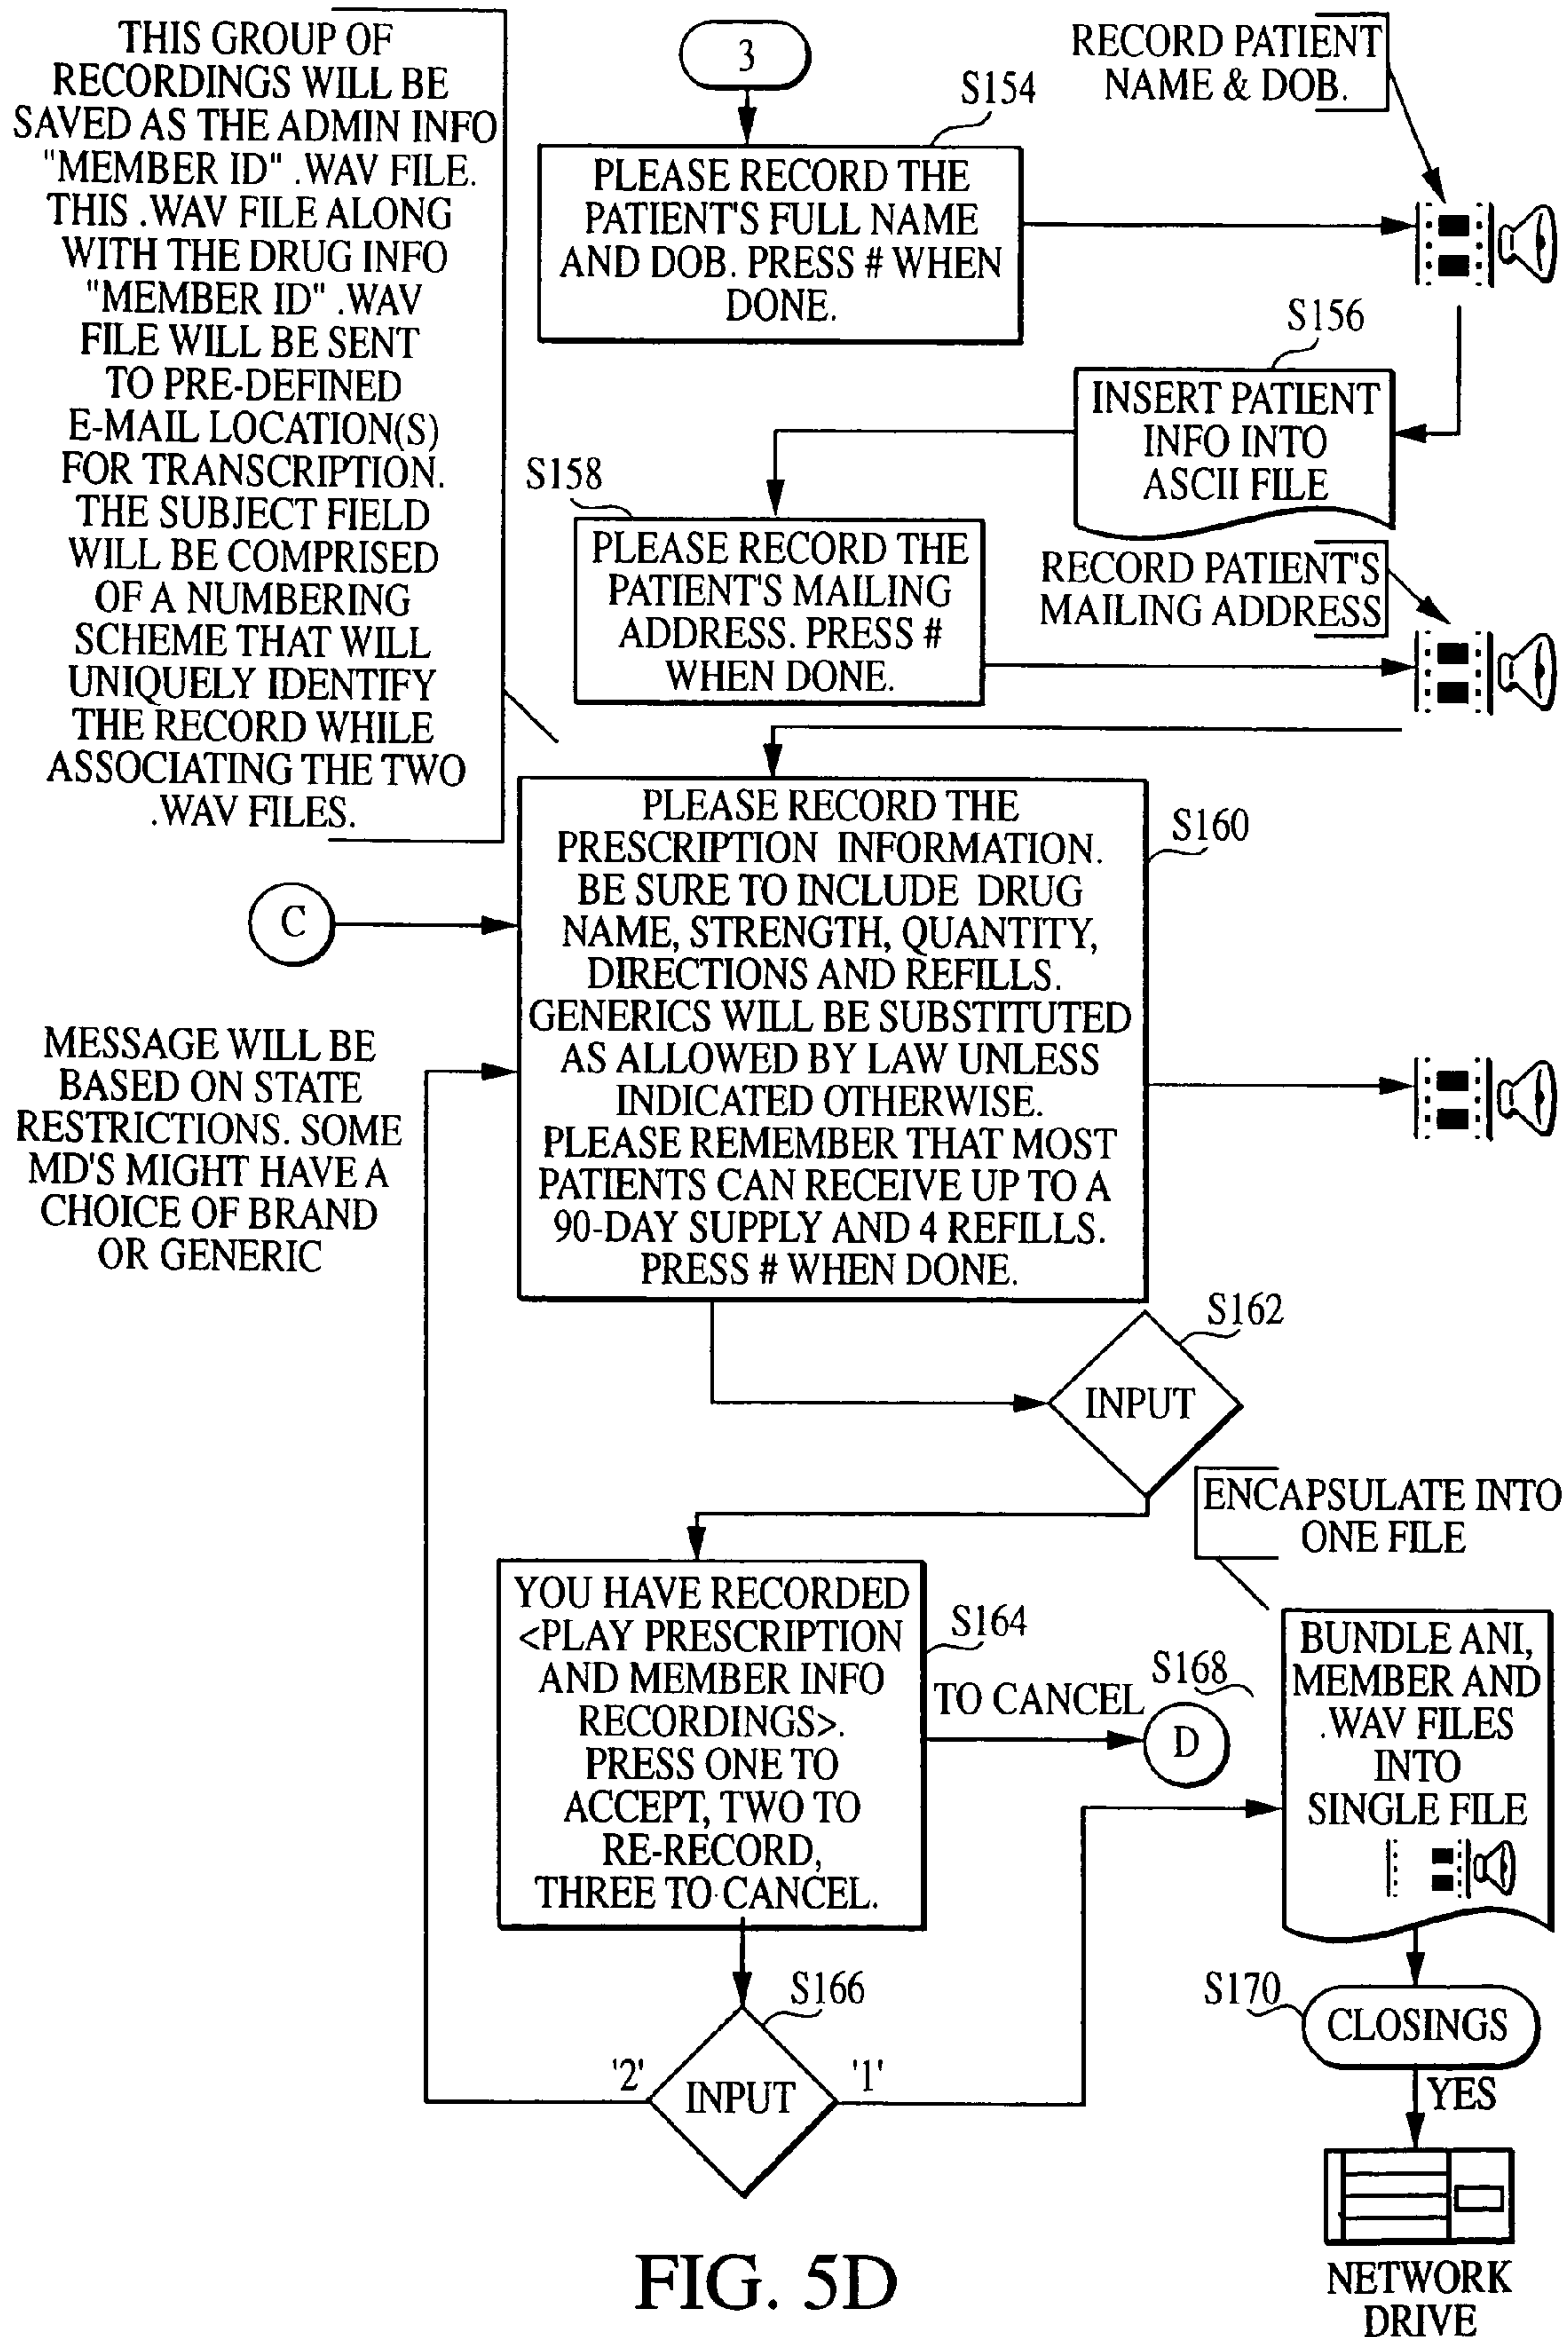 THIS GROUP OF
RECORDINGS WILL BE
SAVED AS THE ADMIN INFO
"MEMBER ID" .WAV FILE.
THIS .WAV FILE ALONG
WITH THE DRUG INFO
"MEMBER ID" .WAV
FILE WILL BE SENT
TO PRE-DEFINED
E-MAIL LOCATION(S)
FOR TRANSCRIPTION.
THE SUBJECT FIELD
WILL BE COMPRISED
OF A NUMBERING
SCHEME THAT WILL
UNIQUELY IDENTIFY
THE RECORD WHILE
ASSOCIATING THE TWO
.WAV FILES.
3
RECORD PATIENT
NAME & DOB.
S154
PLEASE RECORD THE
PATIENT'S FULL NAME
AND DOB. PRESS # WHEN
DONE.
S156
INSERT PATIENT
INFO INTO
ASCII FILE
S158
PLEASE RECORD THE
PATIENT'S MAILING
ADDRESS. PRESS #
WHEN DONE.
RECORD PATIENT'S
MAILING ADDRESS
S160
PLEASE RECORD THE
PRESCRIPTION INFORMATION.
BE SURE TO INCLUDE DRUG
NAME, STRENGTH, QUANTITY,
DIRECTIONS AND REFILLS.
GENERICS WILL BE SUBSTITUTED
AS ALLOWED BY LAW UNLESS
INDICATED OTHERWISE.
PLEASE REMEMBER THAT MOST
PATIENTS CAN RECEIVE UP TO A
90-DAY SUPPLY AND 4 REFILLS.
PRESS # WHEN DONE.
C
MESSAGE WILL BE
BASED ON STATE
RESTRICTIONS. SOME
MD'S MIGHT HAVE A
CHOICE OF BRAND
OR GENERIC
S162
INPUT
ENCAPSULATE INTO
ONE FILE
YOU HAVE RECORDED
<PLAY PRESCRIPTION
AND MEMBER INFO
RECORDINGS>.
PRESS ONE TO
ACCEPT, TWO TO
RE-RECORD,
THREE TO CANCEL.
S164
TO CANCEL
D
S168
BUNDLE ANI,
MEMBER AND
.WAV FILES
INTO
SINGLE FILE
S166
'2'
INPUT
'1'
S170
CLOSINGS
YES
NETWORK
DRIVE
FIG. 5D